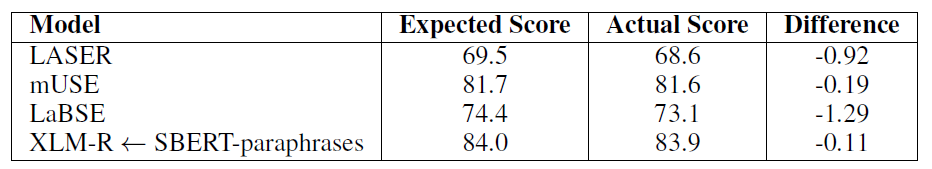 Model Expected Score Actual Score Difference
LASER 69.5 68.6 -0.92
mUSE 81.7 81.6 -0.19
LaBSE 74.4 73.1 -1.29
XLM-R ← SBERT-paraphrases 84.0 83.9 -0.11